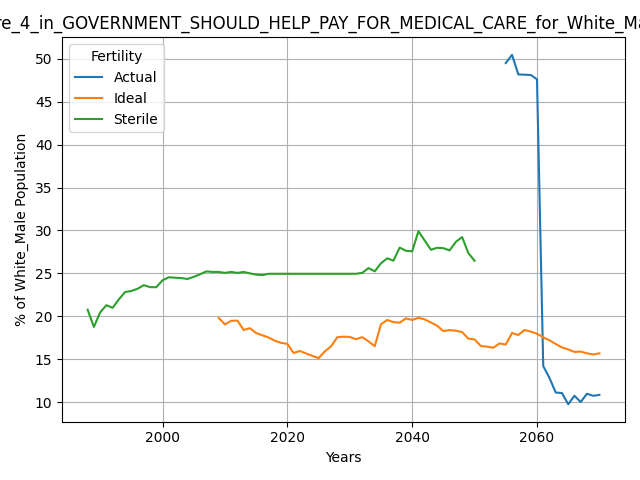 re_4_in_GOVERNMENT_SHOULD_HELP_PAY_FOR_MEDICAL_CARE_for_White_Ma
Fertility
Actual
Ideal
Sterile
% of White_Male Population
50
45
40
35
30
25
20
15
10
2000
2020
2040
2060
Years